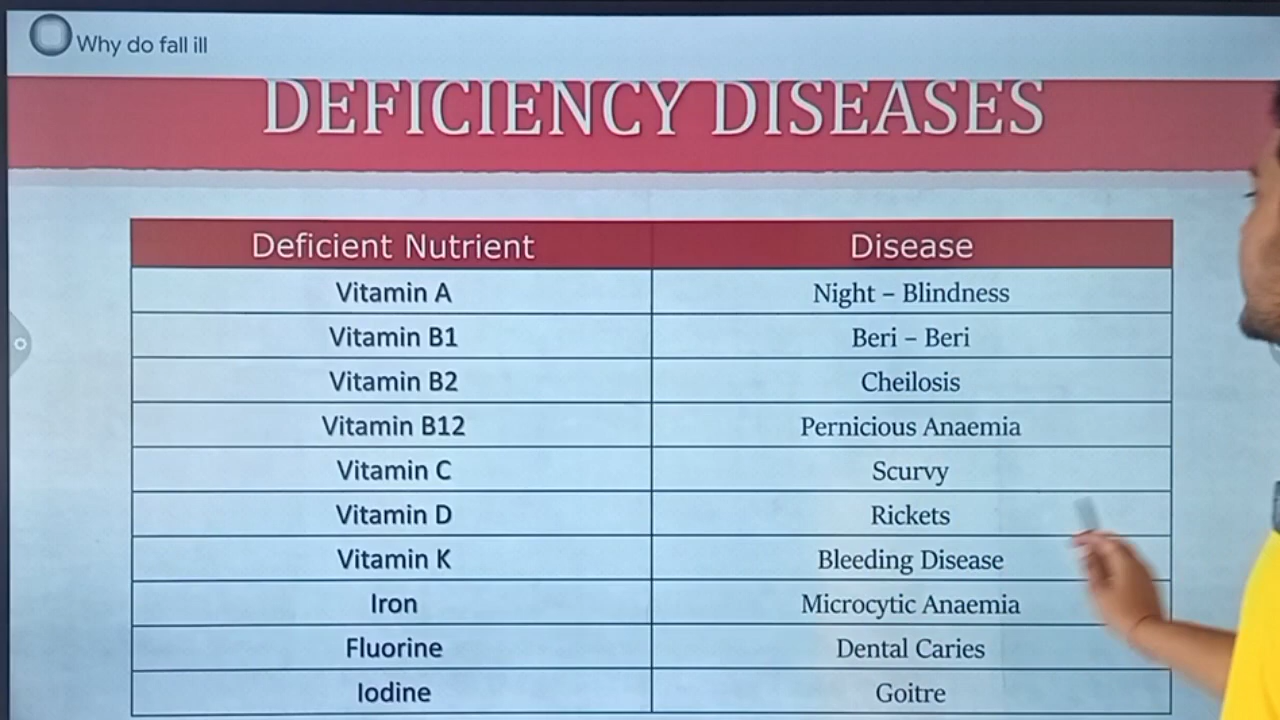 Why do fall ill
DEFICIENCY DISEASES
Deficient Nutrient Disease
Vitamin A Night – Blindness
Vitamin B1 Beri – Beri
Vitamin B2 Cheilosis
Vitamin B12 Pernicious Anaemia
Vitamin C Scurvy
Vitamin D Rickets
Vitamin K Bleeding Disease
Iron Microcytic Anaemia
Fluorine Dental Caries
Iodine Goitre